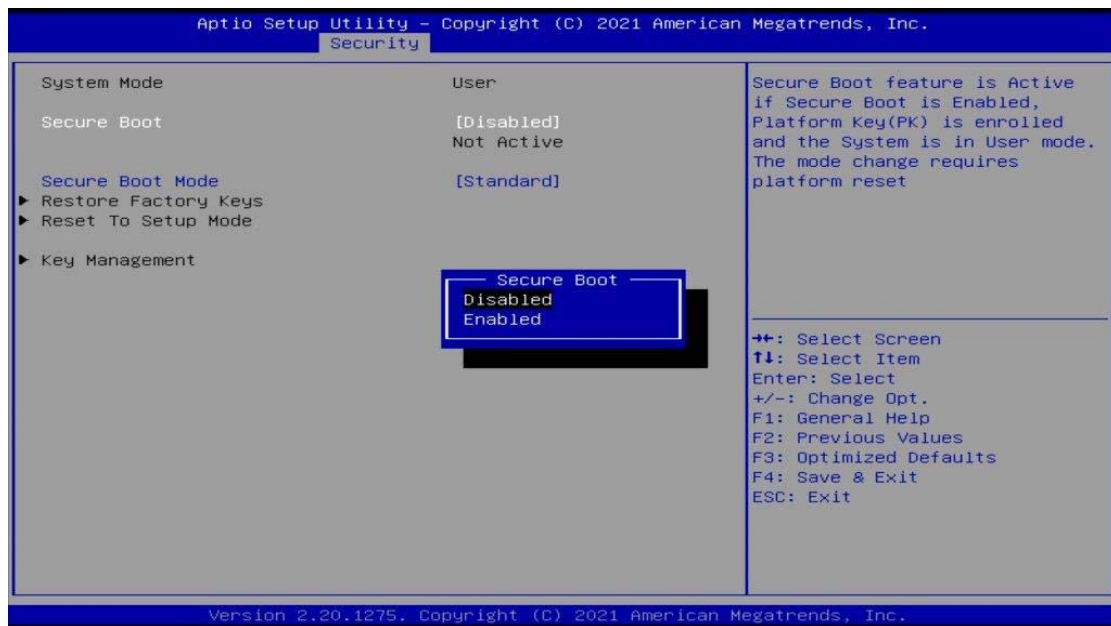 Aptio Setup Utility – Copyright (C) 2021 American Megatrends, Inc.
Security
System Mode User
Secure Boot [Disabled]
Not Active
Secure Boot Mode [Standard]
▶ Restore Factory Keys
▶ Reset To Setup Mode
▶ Key Management
Secure Boot
Disabled
Enabled
Secure Boot feature is Active
if Secure Boot is Enabled,
Platform Key(PK) is enrolled
and the System is in User mode.
The mode change requires
platform reset
→←: Select Screen
↑↓: Select Item
Enter: Select
+/-: Change Opt.
F1: General Help
F2: Previous Values
F3: Optimized Defaults
F4: Save & Exit
ESC: Exit
Version 2.20.1275. Copyright (C) 2021 American Megatrends, Inc.